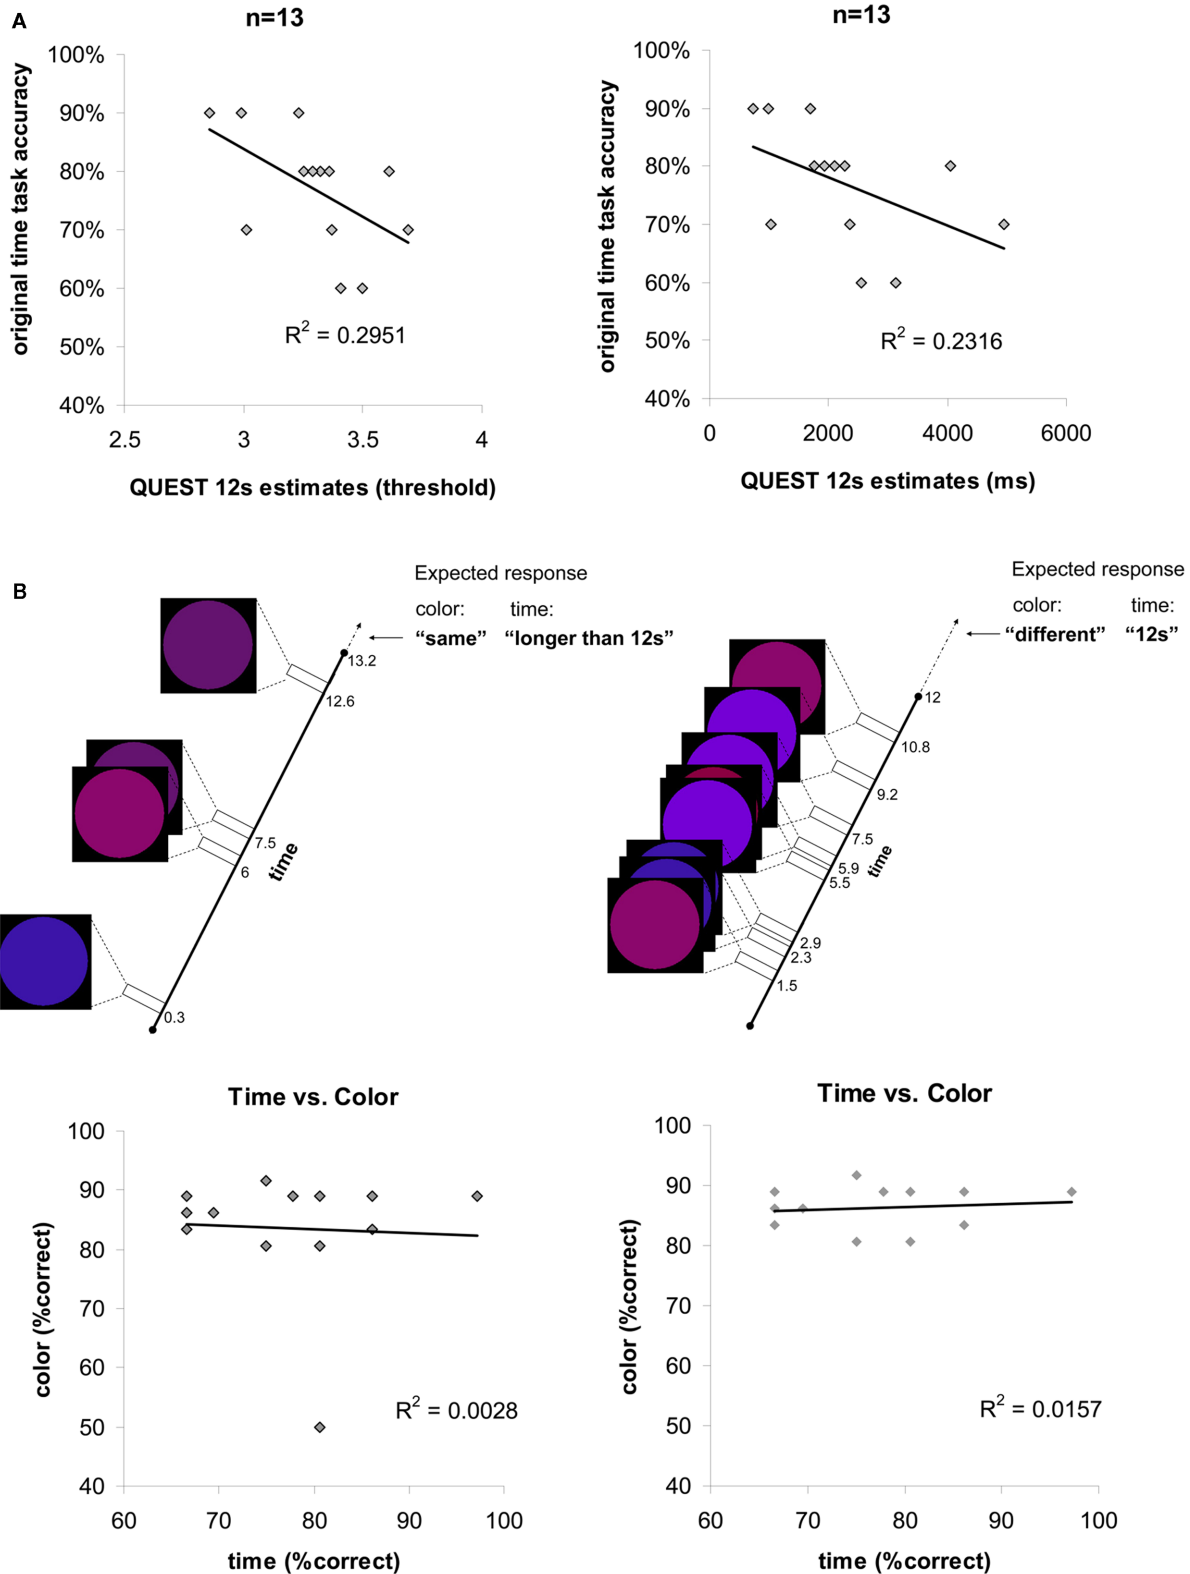 A
n=13
100%
90%
80%
70%
60%
50%
40%
2.5 3 3.5 4
original time task accuracy
R² = 0.2951
QUEST 12s estimates (threshold)
n=13
100%
90%
80%
70%
60%
50%
40%
0 2000 4000 6000
original time task accuracy
R² = 0.2316
QUEST 12s estimates (ms)
B
Expected response
color: time:
“same” “longer than 12s”
13.2
12.6
7.5
6
0.3
time
Expected response
color: time:
“different” “12s”
12
10.8
9.2
7.5
5.9
5.5
2.9
2.3
1.5
time
Time vs. Color
100
90
80
70
60
50
40
60 70 80 90 100
color (%correct)
R² = 0.0028
time (%correct)
Time vs. Color
100
90
80
70
60
50
40
60 70 80 90 100
color (%correct)
R² = 0.0157
time (%correct)